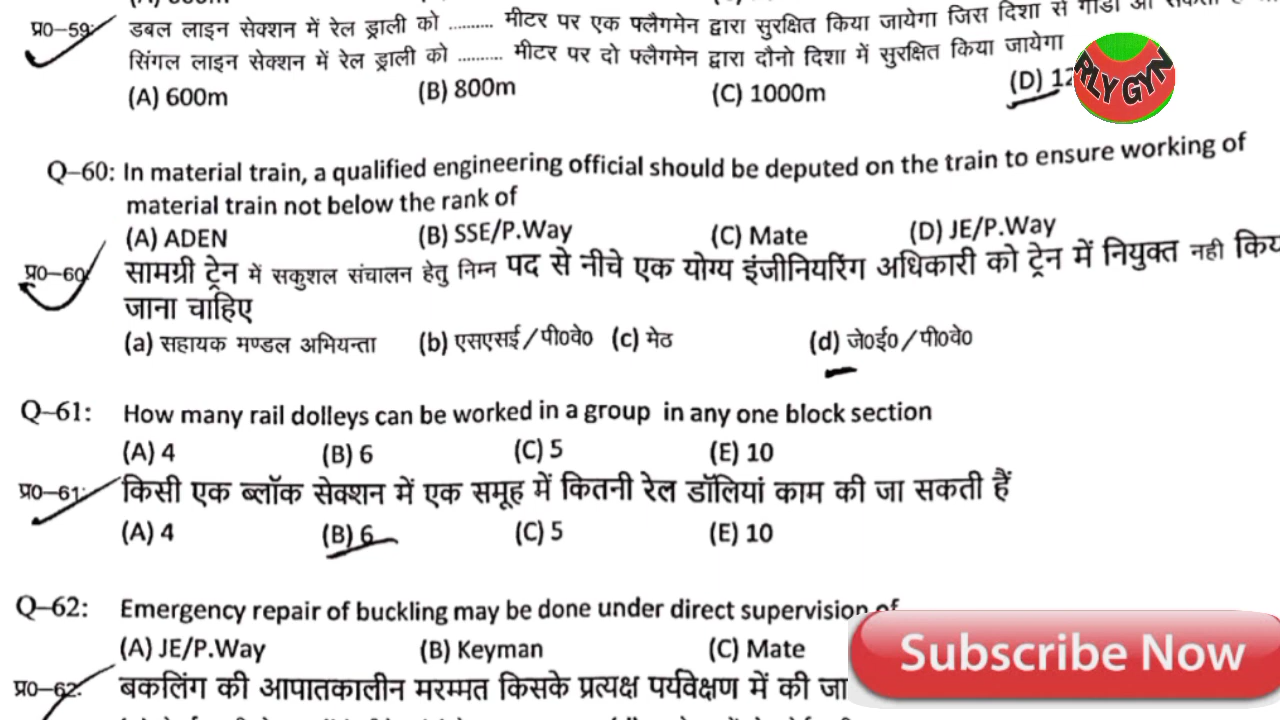 प्र0–59: डबल लाइन सेक्शन में रेल ड्राली को .......... मीटर पर एक फ्लैगमेन द्वारा सुरक्षित किया जायेगा जिस दिशा से
सिंगल लाइन सेक्शन में रेल ड्राली को .......... मीटर पर दो फ्लैगमेन द्वारा दौनो दिशा में सुरक्षित किया जायेगा
(A) 600m (B) 800m (C) 1000m (D)
RLY GYN
Q–60: In material train, a qualified engineering official should be deputed on the train to ensure working of
material train not below the rank of
(A) ADEN (B) SSE/P.Way (C) Mate (D) JE/P.Way
प्र0–60 सामग्री ट्रेन में सकुशल संचालन हेतु निम्न पद से नीचे एक योग्य इंजीनियरिंग अधिकारी को ट्रेन में नियुक्त नही
जाना चाहिए
(a) सहायक मण्डल अभियन्ता (b) एसएसई/पी0वे0 (c) मेठ (d) जे0ई0/पी0वे0
Q–61: How many rail dolleys can be worked in a group in any one block section
(A) 4 (B) 6 (C) 5 (E) 10
प्र0–61: किसी एक ब्लॉक सेक्शन में एक समूह में कितनी रेल डॉलियां काम की जा सकती हैं
(A) 4 (B) 6 (C) 5 (E) 10
Q–62: Emergency repair of buckling may be done under direct supervision of
(A) JE/P.Way (B) Keyman (C) Mate
प्र0–62: बकलिंग की आपातकालीन मरम्मत किसके प्रत्यक्ष पर्यवेक्षण में की जा
Subscribe Now